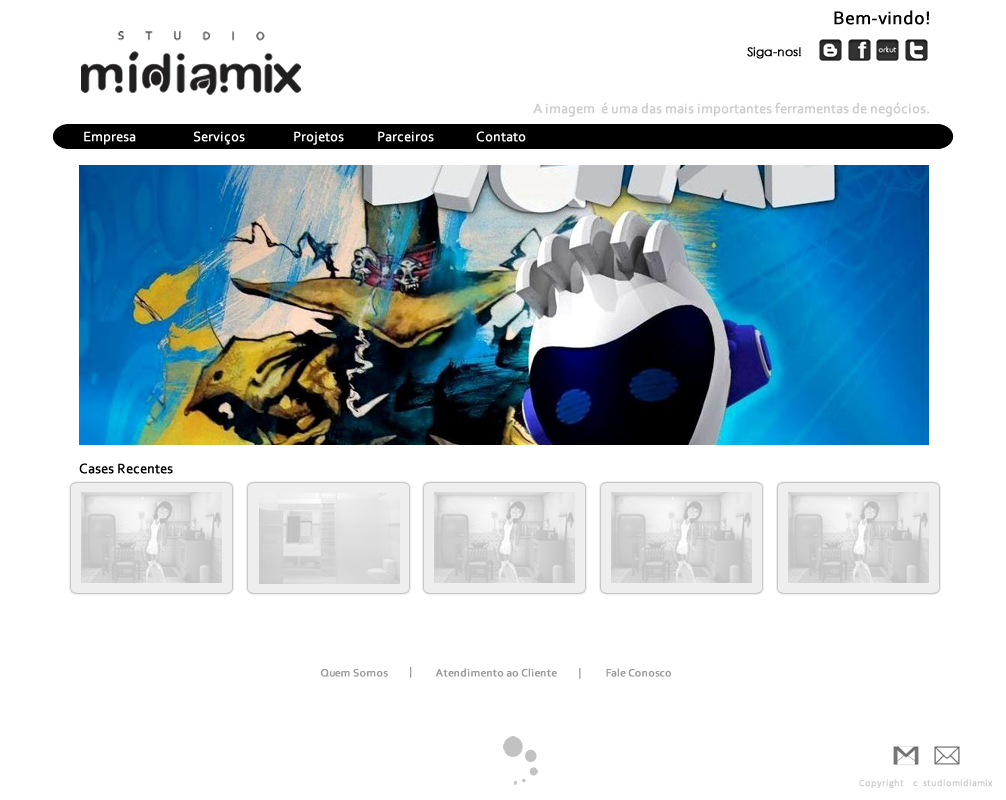 Bem-vindo!
STUDIO
mídiamix
Siga-nos!
orkut
A imagem é uma das mais importantes ferramentas de negócios.
Empresa Serviços Projetos Parceiros Contato
Cases Recentes
Quem Somos | Atendimento ao Cliente | Fale Conosco
Copyright c studiomidiamix